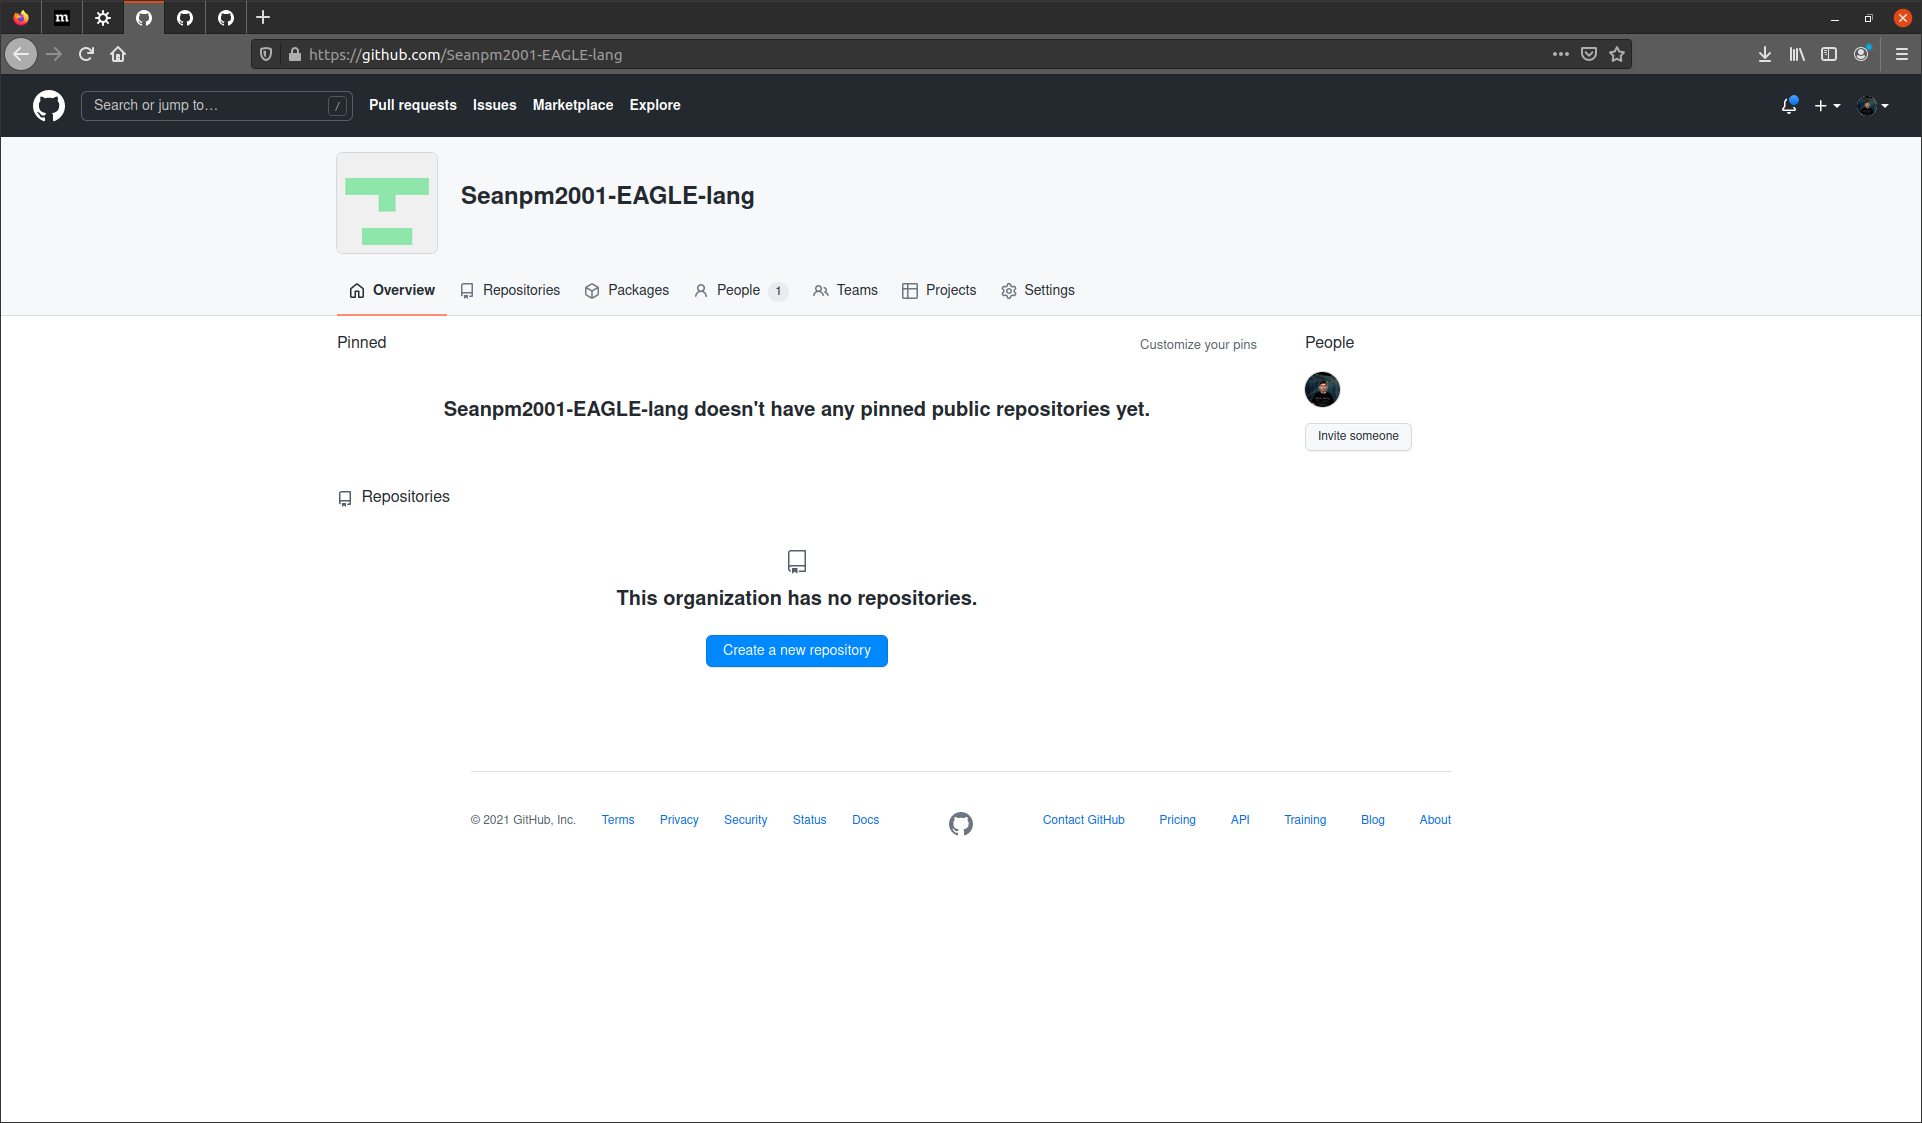 m
https://github.com/Seanpm2001-EAGLE-lang
Search or jump to… /
Pull requests Issues Marketplace Explore
Seanpm2001-EAGLE-lang
Overview Repositories Packages People 1 Teams Projects Settings
Pinned
Customize your pins
People
Seanpm2001-EAGLE-lang doesn't have any pinned public repositories yet.
Invite someone
Repositories
This organization has no repositories.
Create a new repository
© 2021 GitHub, Inc. Terms Privacy Security Status Docs Contact GitHub Pricing API Training Blog About